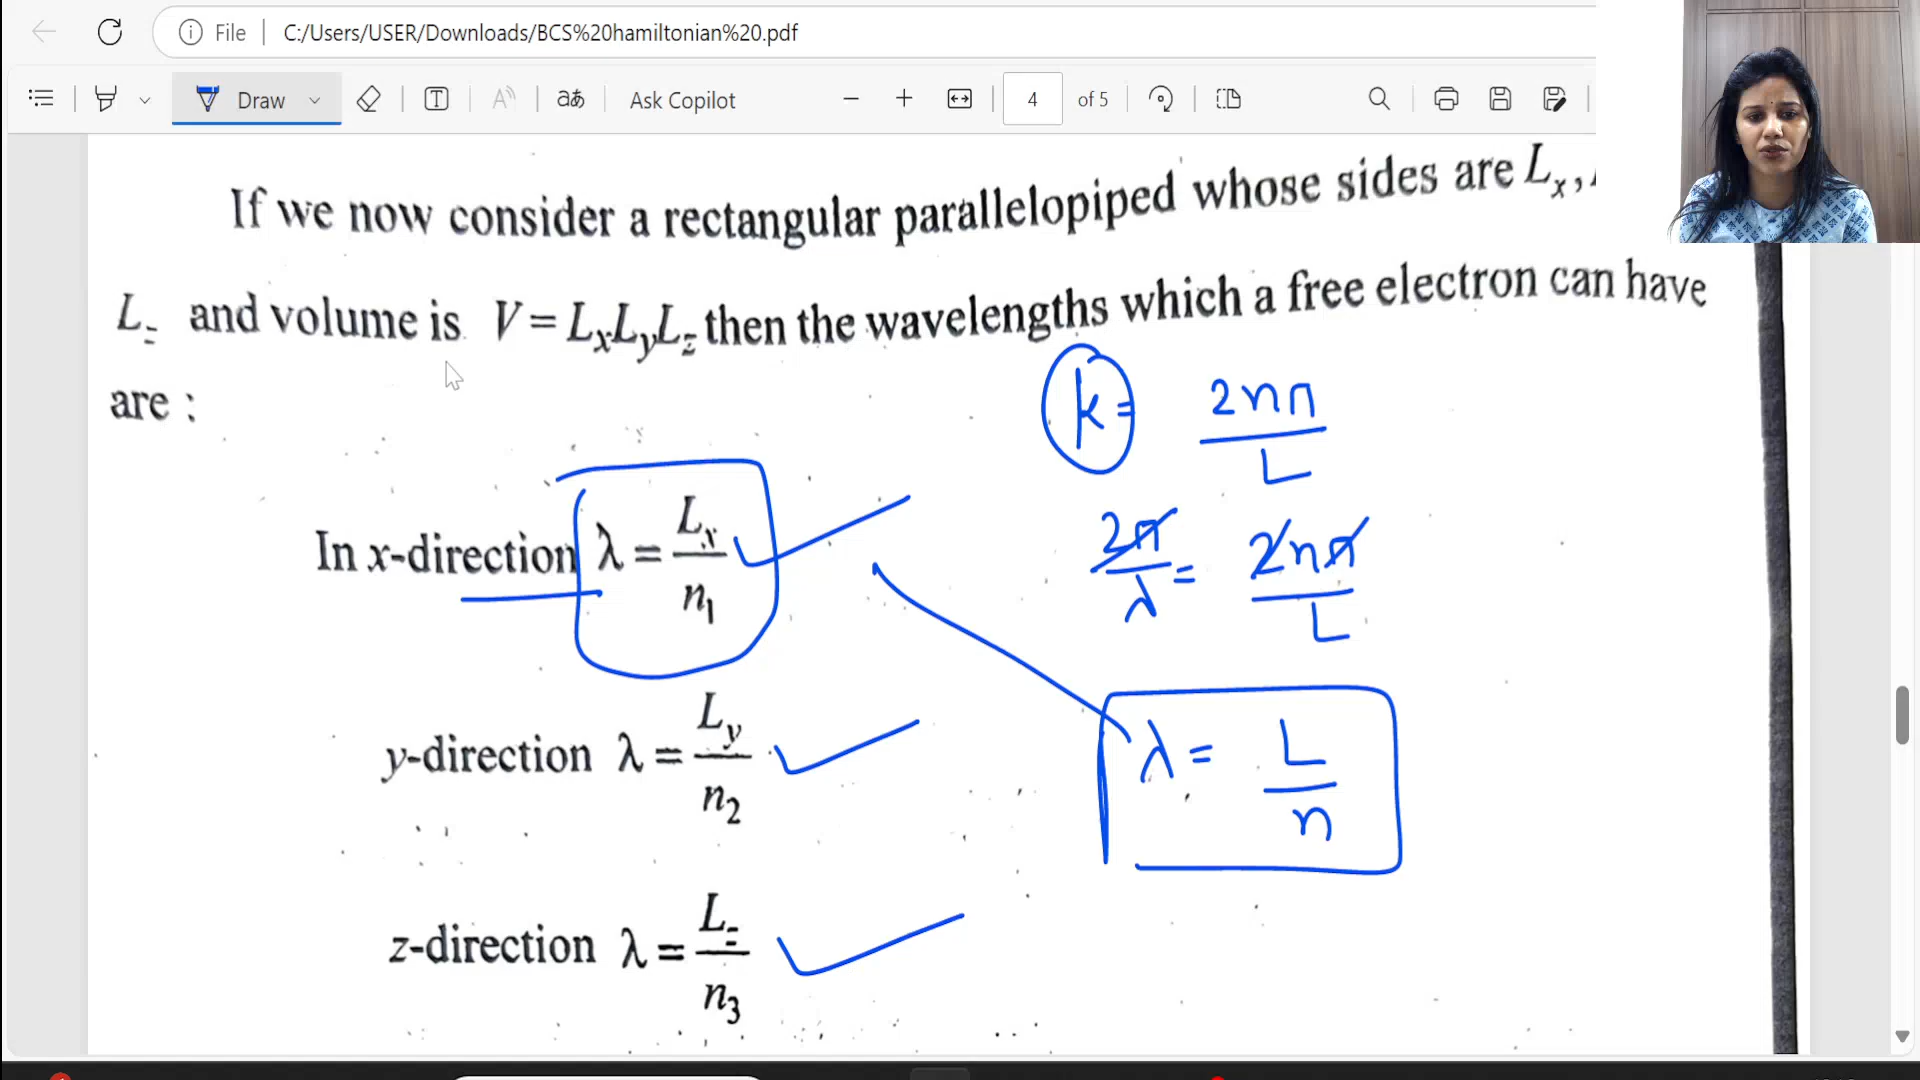 File C:/Users/USER/Downloads/BCS%20hamiltonian%20.pdf
Draw aあ Ask Copilot 4 of 5
If we now consider a rectangular parallelopiped whose sides are Lx,
Lz and volume is V = LxLyLz then the wavelengths which a free electron can have
are :
k = 2nπ/L
In x-direction λ = Lx/n1
2π/λ = 2nπ/L
y-direction λ = Ly/n2
λ = L/n
z-direction λ = Lz/n3